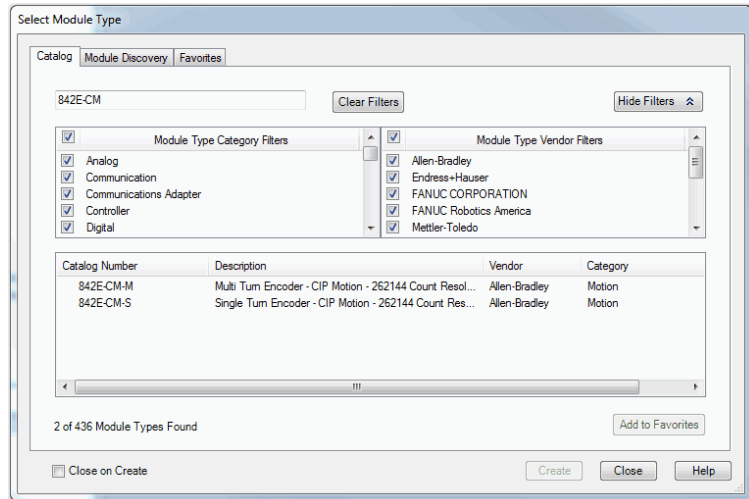 Select Module Type
Catalog Module Discovery Favorites
842E-CM Clear Filters Hide Filters
Module Type Category Filters Module Type Vendor Filters
Analog Allen-Bradley
Communication Endress+Hauser
Communications Adapter FANUC CORPORATION
Controller FANUC Robotics America
Digital Mettler-Toledo
Catalog Number Description Vendor Category
842E-CM-M Multi Turn Encoder - CIP Motion - 262144 Count Resol... Allen-Bradley Motion
842E-CM-S Single Turn Encoder - CIP Motion - 262144 Count Res... Allen-Bradley Motion
2 of 436 Module Types Found Add to Favorites
Close on Create Create Close Help